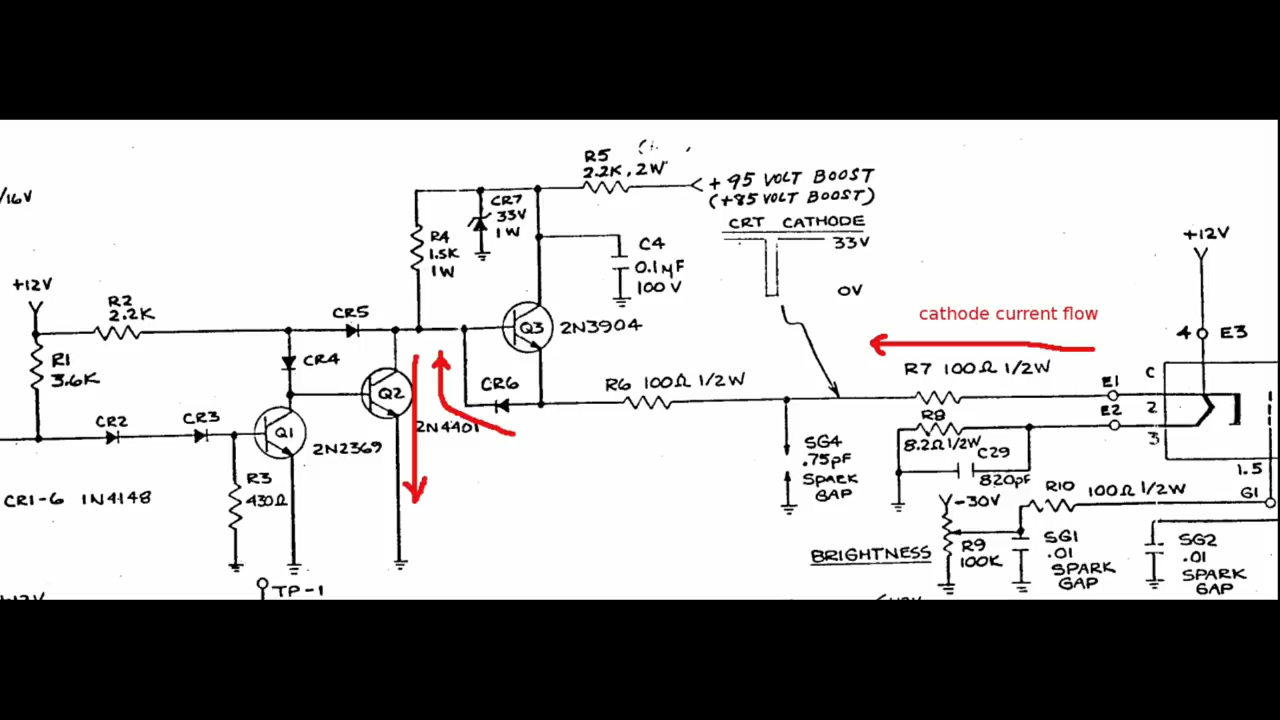 /16V
+12V
R2
2.2K
R1
3.6K
CR2
CR3
CR4
CR5
Q1
2N2369
R3
430Ω
CR1-6 1N4148
TP-1
Q2
2N4401
R4
1.5K
1W
CR7
33V
1W
R5
2.2K, 2W
+95 VOLT BOOST
(+85 VOLT BOOST)
CRT CATHODE
33V
0V
C4
0.1µF
100V
Q3
2N3904
CR6
R6 100Ω 1/2W
cathode current flow
R7 100Ω 1/2W
SG4
.75pF
SPARK
GAP
R8
8.2Ω 1/2W
C29
820pF
E1
E2
+12V
4
E3
C
2
3
1.5
G1
-30V
R9
100K
BRIGHTNESS
R10 100Ω 1/2W
SG1
.01
SPARK
GAP
SG2
.01
SPARK
GAP